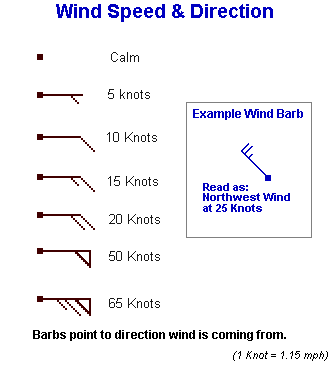 Wind Speed & Direction
Calm
5 knots
10 Knots
15 Knots
20 Knots
50 Knots
65 Knots
Example Wind Barb
Read as:
Northwest Wind
at 25 Knots
Barbs point to direction wind is coming from.
(1 Knot = 1.15 mph)